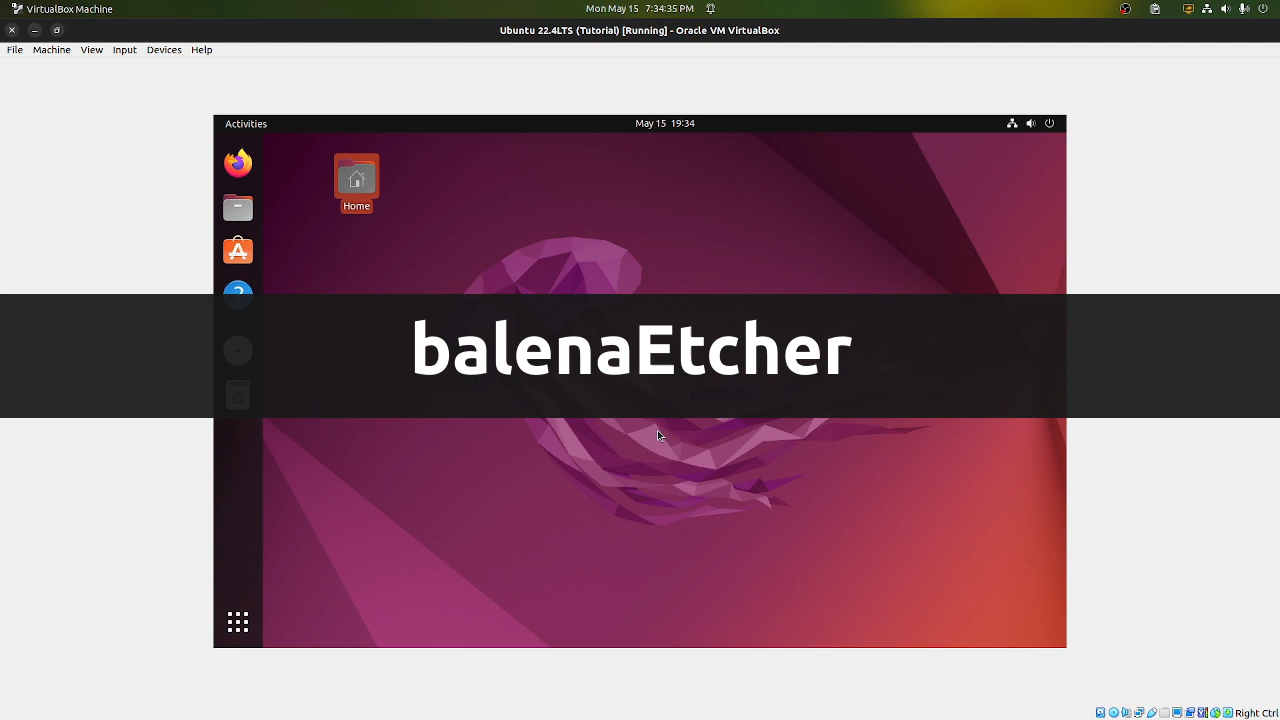 VirtualBox Machine
Mon May 15 7:34:35 PM
Ubuntu 22.4LTS (Tutorial) [Running] - Oracle VM VirtualBox
File Machine View Input Devices Help
Activities
May 15 19:34
Home
balenaEtcher
Right Ctrl